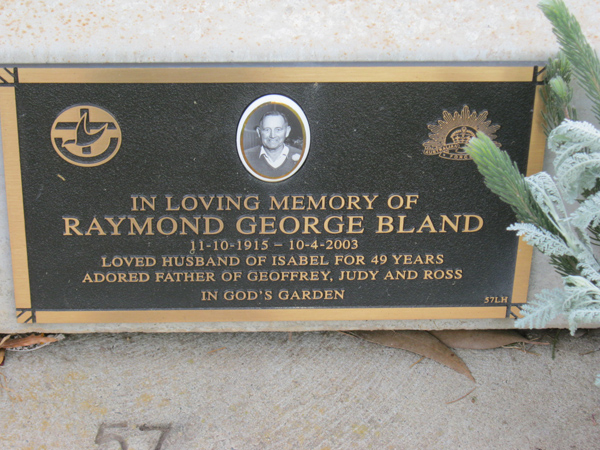 IN LOVING MEMORY OF
RAYMOND GEORGE BLAND
11-10-1915 – 10-4-2003
LOVED HUSBAND OF ISABEL FOR 49 YEARS
ADORED FATHER OF GEOFFREY, JUDY AND ROSS
IN GOD'S GARDEN
57LH
57